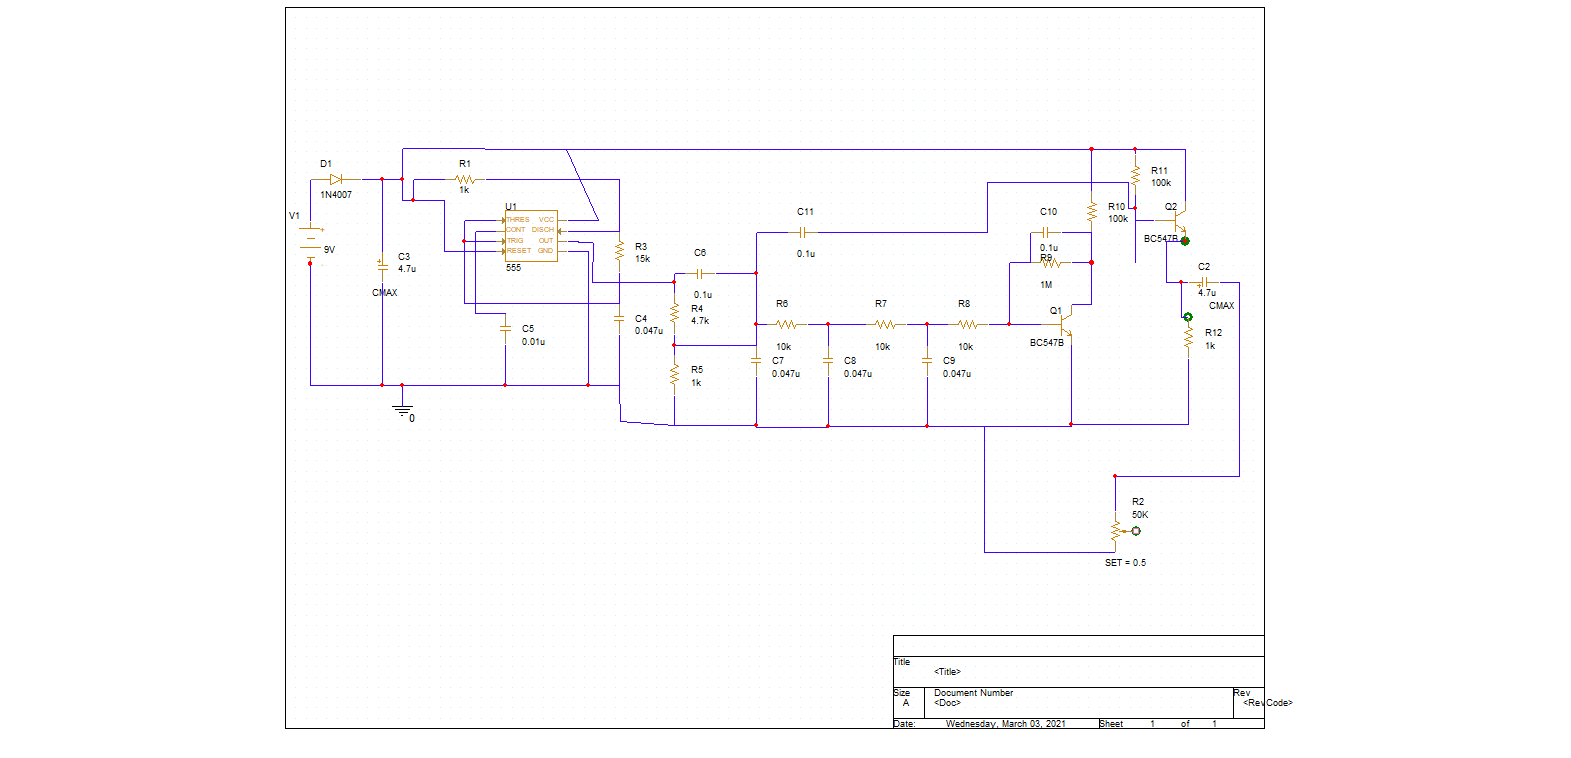 D1
1N4007
V1
9V
C3
4.7u
CMAX
R1
1k
U1
THRES VCC
CONT DISCH
TRIG OUT
RESET GND
555
C5
0.01u
0
R3
15k
C4
0.047u
C6
0.1u
R4
4.7k
R5
1k
C11
0.1u
R6
10k
C7
0.047u
R7
10k
C8
0.047u
R8
10k
C9
0.047u
C10
0.1u
R9
1M
Q1
BC547B
R10
100k
R11
100k
Q2
BC547B
C2
4.7u
CMAX
R12
1k
R2
50K
SET = 0.5
Title
<Title>
Size Document Number Rev
A <Doc> <RevCode>
Date: Wednesday, March 03, 2021 Sheet 1 of 1